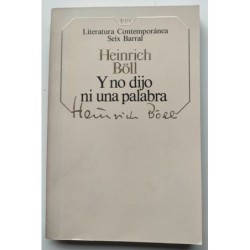 Literatura Contemporánea
Seix Barral
Heinrich
Böll
Y no dijo
ni una palabra
Heinrich Böll